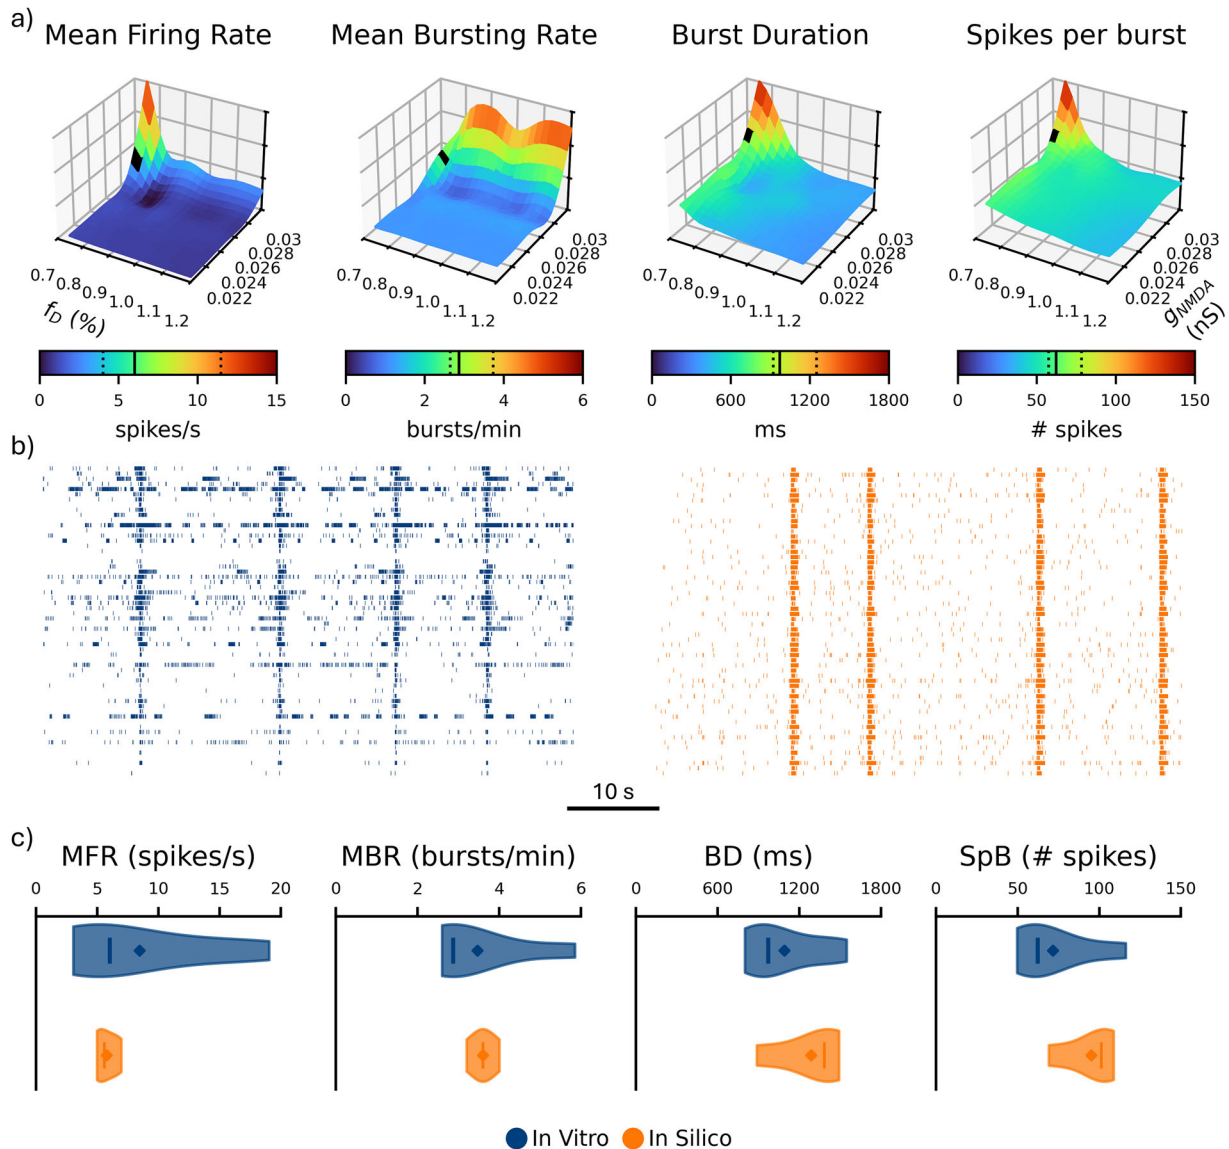 a)
Mean Firing Rate Mean Bursting Rate Burst Duration Spikes per burst
0.7 0.8 0.9 1.0 1.1 1.2 0.022 0.024 0.026 0.028 0.03
f_D (%)
0.7 0.8 0.9 1.0 1.1 1.2 0.022 0.024 0.026 0.028 0.03
0.7 0.8 0.9 1.0 1.1 1.2 0.022 0.024 0.026 0.028 0.03
0.7 0.8 0.9 1.0 1.1 1.2 0.022 0.024 0.026 0.028 0.03
g_NMDA
(nS)
0 5 10 15 0 2 4 6 0 600 1200 1800 0 50 100 150
spikes/s bursts/min ms # spikes
b)
10 s
c)
MFR (spikes/s) MBR (bursts/min) BD (ms) SpB (# spikes)
0 5 10 15 20 0 2 4 6 0 600 1200 1800 0 50 100 150
In Vitro In Silico